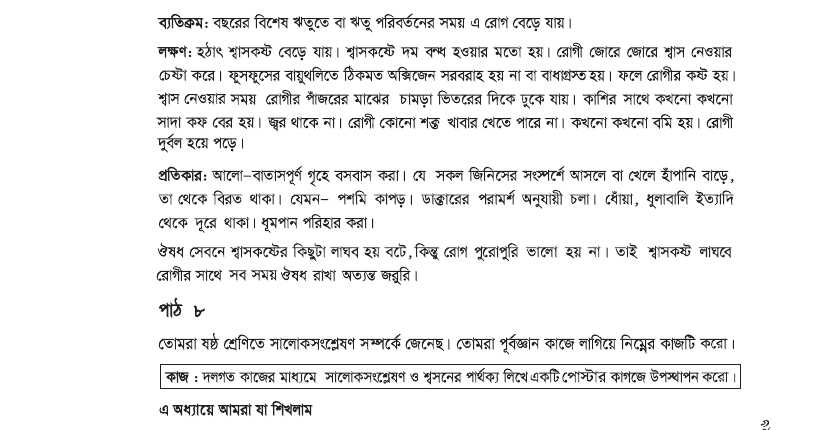 ব্যতিক্রম: বছরের বিশেষ ঋতুতে বা ঋতু পরিবর্তনের সময় এ রোগ বেড়ে যায়।
লক্ষণ: হঠাৎ শ্বাসকষ্ট বেড়ে যায়। শ্বাসকষ্টে দম বন্ধ হওয়ার মতো হয়। রোগী জোরে জোরে শ্বাস নেওয়ার
চেষ্টা করে। ফুসফুসের বায়ুথলিতে ঠিকমত অক্সিজেন সরবরাহ হয় না বা বাধাগ্রস্ত হয়। ফলে রোগীর কষ্ট হয়।
শ্বাস নেওয়ার সময় রোগীর পাঁজরের মাঝের চামড়া ভিতরের দিকে ঢুকে যায়। কাশির সাথে কখনো কখনো
সাদা কফ বের হয়। জ্বর থাকে না। রোগী কোনো শক্ত খাবার খেতে পারে না। কখনো কখনো বমি হয়। রোগী
দুর্বল হয়ে পড়ে।
প্রতিকার: আলো-বাতাসপূর্ণ গৃহে বসবাস করা। যে সকল জিনিসের সংস্পর্শে আসলে বা খেলে হাঁপানি বাড়ে,
তা থেকে বিরত থাকা। যেমন- পশমি কাপড়। ডাক্তারের পরামর্শ অনুযায়ী চলা। ধোঁয়া, ধুলাবালি ইত্যাদি
থেকে দূরে থাকা। ধূমপান পরিহার করা।
ঔষধ সেবনে শ্বাসকষ্টের কিছুটা লাঘব হয় বটে, কিন্তু রোগ পুরোপুরি ভালো হয় না। তাই শ্বাসকষ্ট লাঘবে
রোগীর সাথে সব সময় ঔষধ রাখা অত্যন্ত জরুরি।
পাঠ ৮
তোমরা ষষ্ঠ শ্রেণিতে সালোকসংশ্লেষণ সম্পর্কে জেনেছ। তোমরা পূর্বজ্ঞান কাজে লাগিয়ে নিম্নের কাজটি করো।
কাজ : দলগত কাজের মাধ্যমে সালোকসংশ্লেষণ ও শ্বসনের পার্থক্য লিখে একটি পোস্টার কাগজে উপস্থাপন করো।
এ অধ্যায়ে আমরা যা শিখলাম